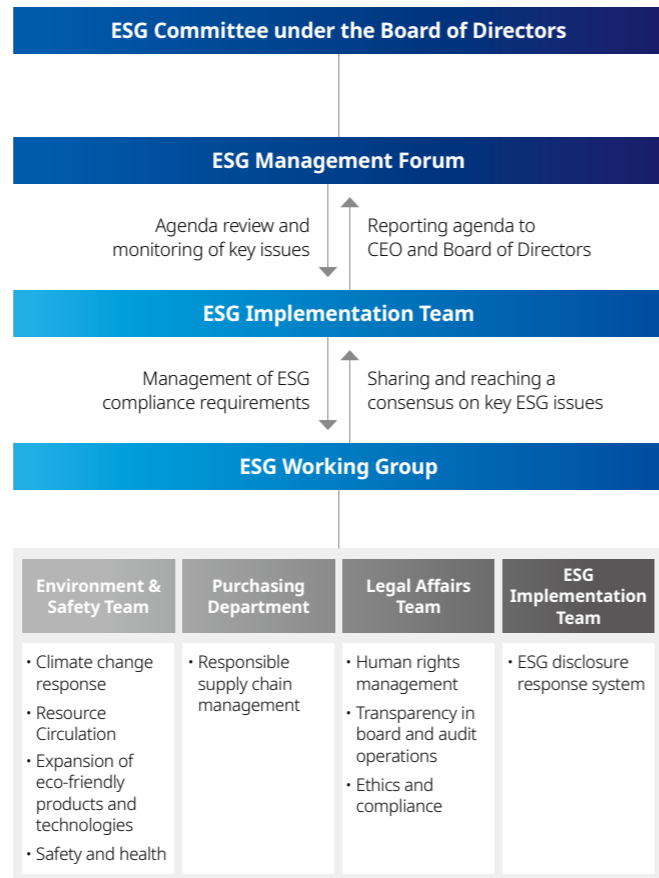 ESG Committee under the Board of Directors
ESG Management Forum
Agenda review and
monitoring of key issues
Reporting agenda to
CEO and Board of Directors
ESG Implementation Team
Management of ESG
compliance requirements
Sharing and reaching a
consensus on key ESG issues
ESG Working Group
Environment &
Safety Team
• Climate change
response
• Resource
Circulation
• Expansion of
eco-friendly
products and
technologies
• Safety and health
Purchasing
Department
• Responsible
supply chain
management
Legal Affairs
Team
• Human rights
management
• Transparency in
board and audit
operations
• Ethics and
compliance
ESG
Implementation
Team
• ESG disclosure
response system